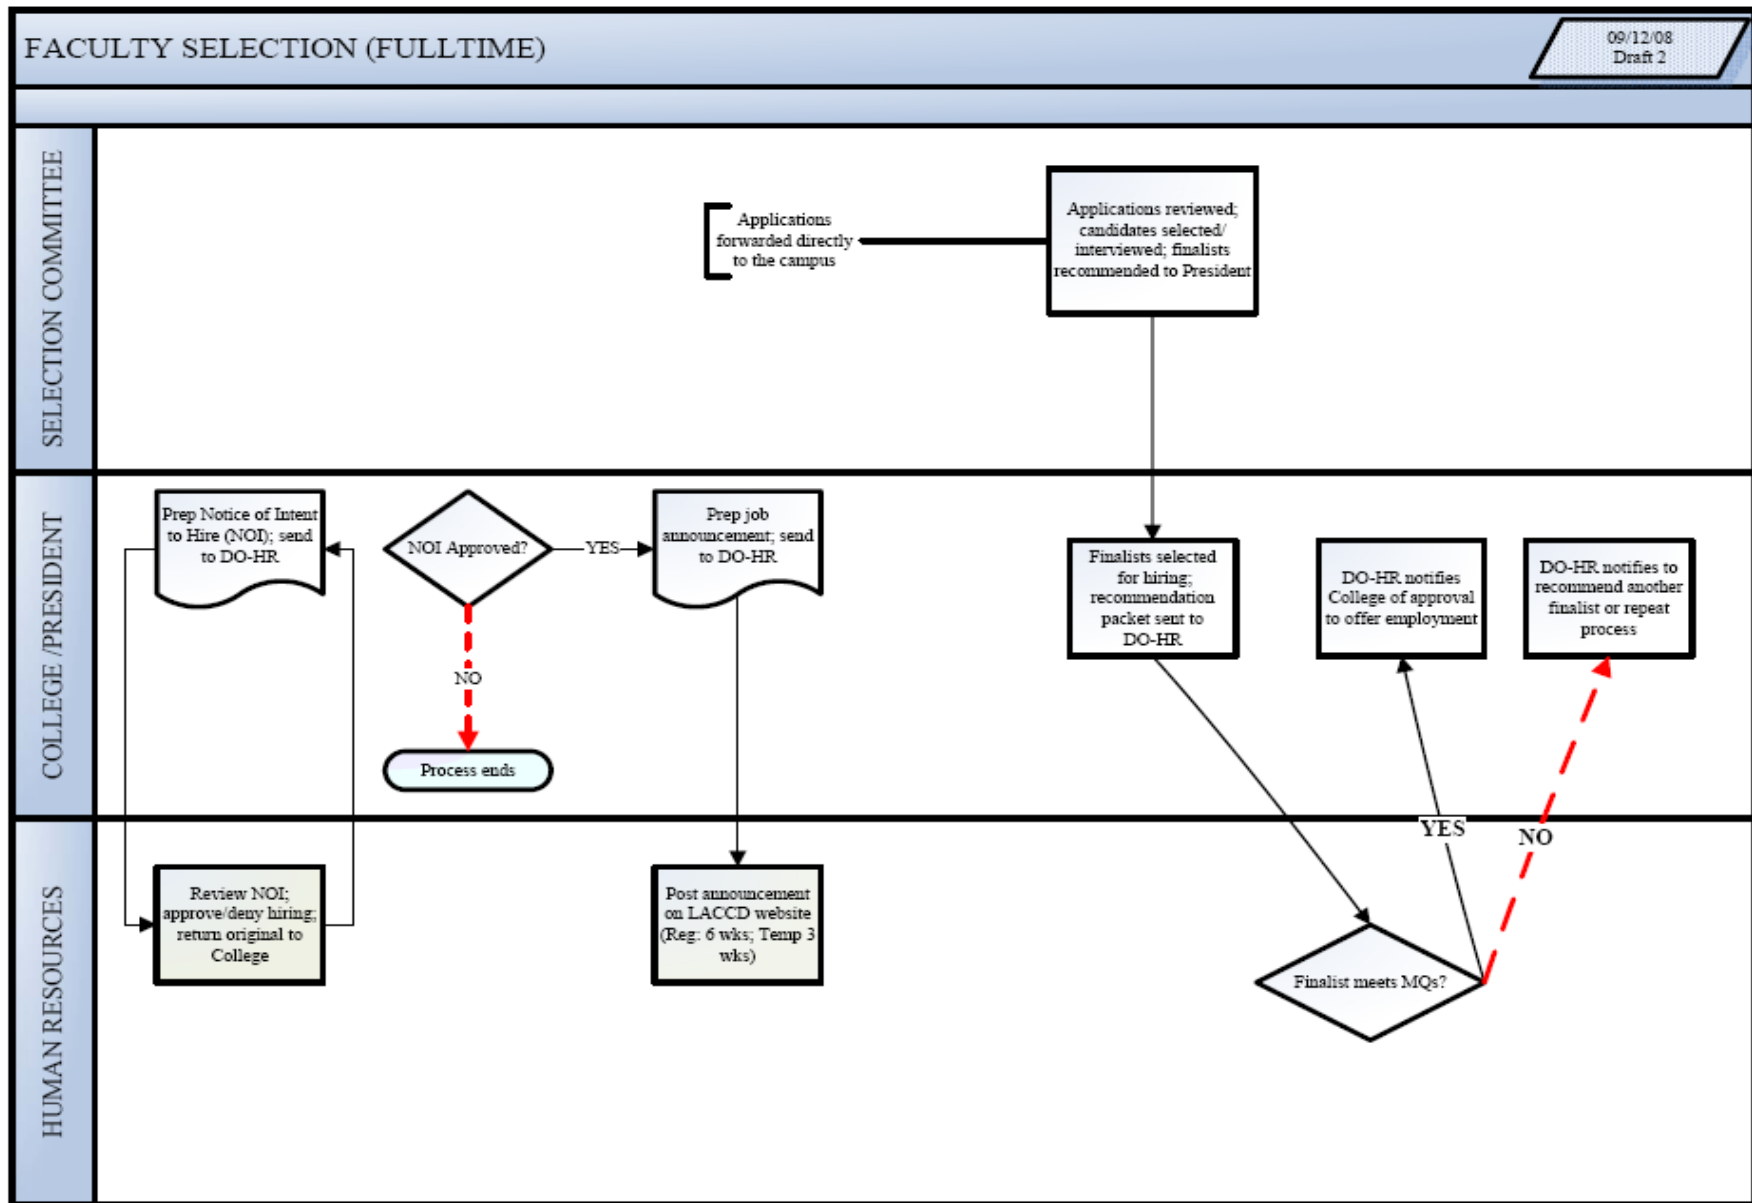 FACULTY SELECTION (FULLTIME)
09/12/08
Draft 2
SELECTION COMMITTEE
Applications
forwarded directly
to the campus
Applications reviewed;
candidates selected/
interviewed; finalists
recommended to President
COLLEGE /PRESIDENT
Prep Notice of Intent
to Hire (NOI); send
to DO-HR
NOI Approved?
YES
Prep job
announcement; send
to DO-HR
NO
Process ends
Finalists selected
for hiring;
recommendation
packet sent to
DO-HR
DO-HR notifies
College of approval
to offer employment
DO-HR notifies to
recommend another
finalist or repeat
process
YES
NO
HUMAN RESOURCES
Review NOI;
approve/deny hiring;
return original to
College
Post announcement
on LACCD website
(Reg: 6 wks; Temp 3
wks)
Finalist meets MQs?